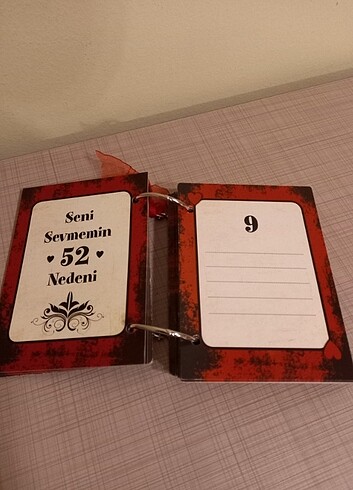 Seni
Sevmemin
♥ 52 ♥
Nedeni
9